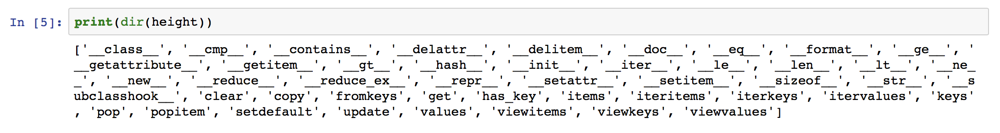 In [5]: print(dir(height))
['__class__', '__cmp__', '__contains__', '__delattr__', '__delitem__', '__doc__', '__eq__', '__format__', '__ge__', '
__getattribute__', '__getitem__', '__gt__', '__hash__', '__init__', '__iter__', '__le__', '__len__', '__lt__', '__ne_
_', '__new__', '__reduce__', '__reduce_ex__', '__repr__', '__setattr__', '__setitem__', '__sizeof__', '__str__', '__s
ubclasshook__', 'clear', 'copy', 'fromkeys', 'get', 'has_key', 'items', 'iteritems', 'iterkeys', 'itervalues', 'keys'
, 'pop', 'popitem', 'setdefault', 'update', 'values', 'viewitems', 'viewkeys', 'viewvalues']